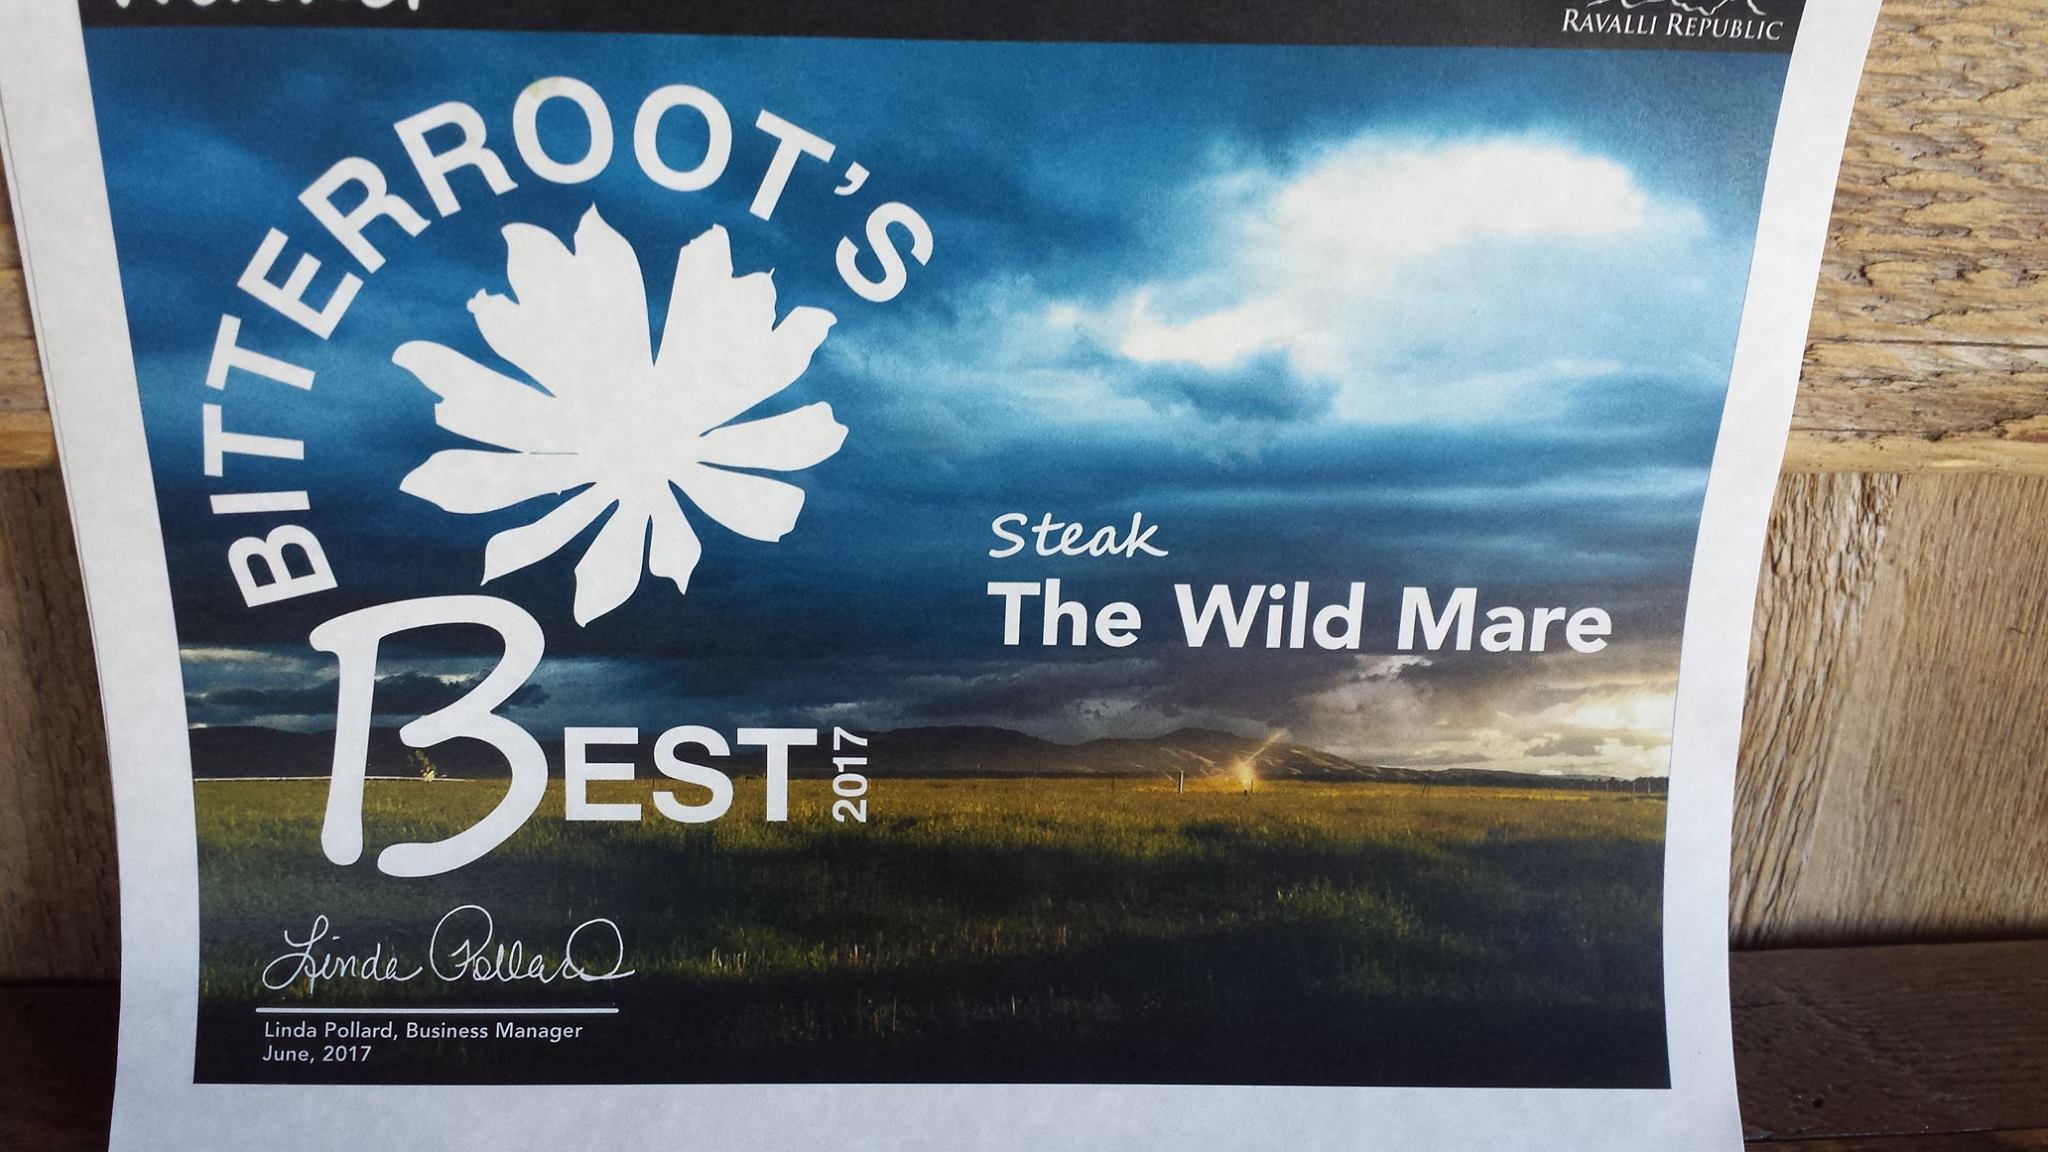 RAVALLI REPUBLIC
BITTERROOT'S
BEST 2017
Steak
The Wild Mare
Linda Pollard
Linda Pollard, Business Manager
June, 2017